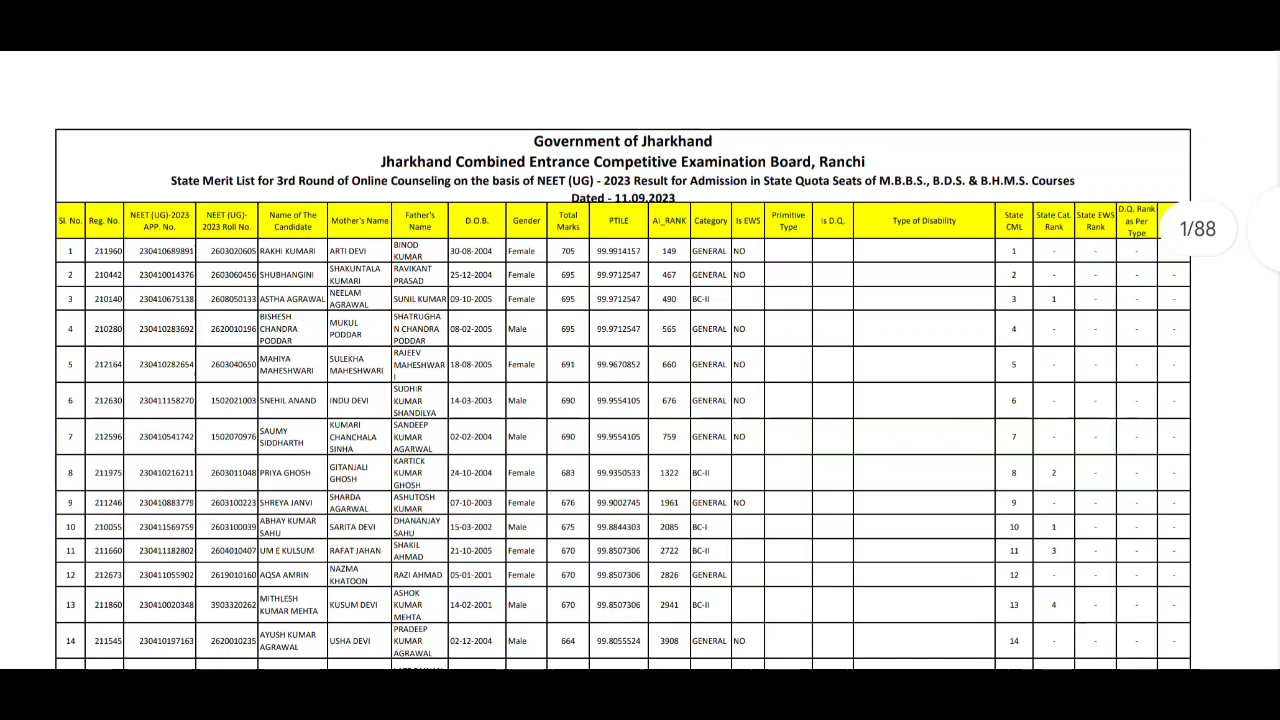 Government of Jharkhand
Jharkhand Combined Entrance Competitive Examination Board, Ranchi
State Merit List for 3rd Round of Online Counseling on the basis of NEET (UG) - 2023 Result for Admission in State Quota Seats of M.B.B.S., B.D.S. & B.H.M.S. Courses
Dated - 11.09.2023
Sl. No. Reg. No. NEET (UG)-2023 APP. No. NEET (UG)-2023 Roll No. Name of The Candidate Mother's Name Father's Name D.O.B. Gender Total Marks PTILE AI_RANK Category Is EWS Primitive Type is D.Q. Type of Disability State CML State Cat. Rank State EWS Rank D.Q. Rank as Per Type
1/88
1 211960 230410689891 2603020605 RAKHI KUMARI ARTI DEVI BINOD KUMAR 30-08-2004 Female 705 99.9914157 149 GENERAL NO 1 - - - -
2 210442 230410014376 2603060456 SHUBHANGINI SHAKUNTALA KUMARI RAVIKANT PRASAD 25-12-2004 Female 695 99.9712547 467 GENERAL NO 2 - - - -
3 210140 230410675138 2608050133 ASTHA AGRAWAL NEELAM AGRAWAL SUNIL KUMAR 09-10-2005 Female 695 99.9712547 490 BC-II 3 1 - - -
4 210280 230410283692 2620010196 BISHESH CHANDRA PODDAR MUKUL PODDAR SHATRUGHA N CHANDRA PODDAR 08-02-2005 Male 695 99.9712547 565 GENERAL NO 4 - - - -
5 212164 230410282654 2603040650 MAHIYA MAHESHWARI SULEKHA MAHESHWARI RAJEEV MAHESHWAR I 18-08-2005 Female 691 99.9670852 660 GENERAL NO 5 - - - -
6 212630 230411158270 1502021003 SNEHIL ANAND INDU DEVI SUDHIR KUMAR SHANDILYA 14-03-2003 Male 690 99.9554105 676 GENERAL NO 6 - - - -
7 212596 230410541742 1502070976 SAUMY SIDDHARTH KUMARI CHANCHALA SINHA SANDEEP KUMAR AGARWAL 02-02-2004 Male 690 99.9554105 759 GENERAL NO 7 - - - -
8 211975 230410216211 2603011048 PRIYA GHOSH GITANJALI GHOSH KARTICK KUMAR GHOSH 24-10-2004 Female 683 99.9350533 1322 BC-II 8 2 - - -
9 211246 230410883779 2603100223 SHREYA JANVI SHARDA AGARWAL ASHUTOSH KUMAR 07-10-2003 Female 676 99.9002745 1961 GENERAL NO 9 - - - -
10 210055 230411569759 2603100039 ABHAY KUMAR SAHU SARITA DEVI DHANANJAY SAHU 15-03-2002 Male 675 99.8844303 2085 BC-I 10 1 - - -
11 211660 230411182802 2604010407 UM E KULSUM RAFAT JAHAN SHAKIL AHMAD 21-10-2005 Female 670 99.8507306 2722 BC-II 11 3 - - -
12 212673 230411055902 2619010160 AQSA AMRIN NAZMA KHATOON RAZI AHMAD 05-01-2001 Female 670 99.8507306 2826 GENERAL 12 - - - -
13 211860 230410020348 3903320262 MITHLESH KUMAR MEHTA KUSUM DEVI ASHOK KUMAR MEHTA 14-02-2001 Male 670 99.8507306 2941 BC-II 13 4 - - -
14 211545 230410197163 2620010235 AYUSH KUMAR AGRAWAL USHA DEVI PRADEEP KUMAR AGRAWAL 02-12-2004 Male 664 99.8055524 3908 GENERAL NO 14 - - - -